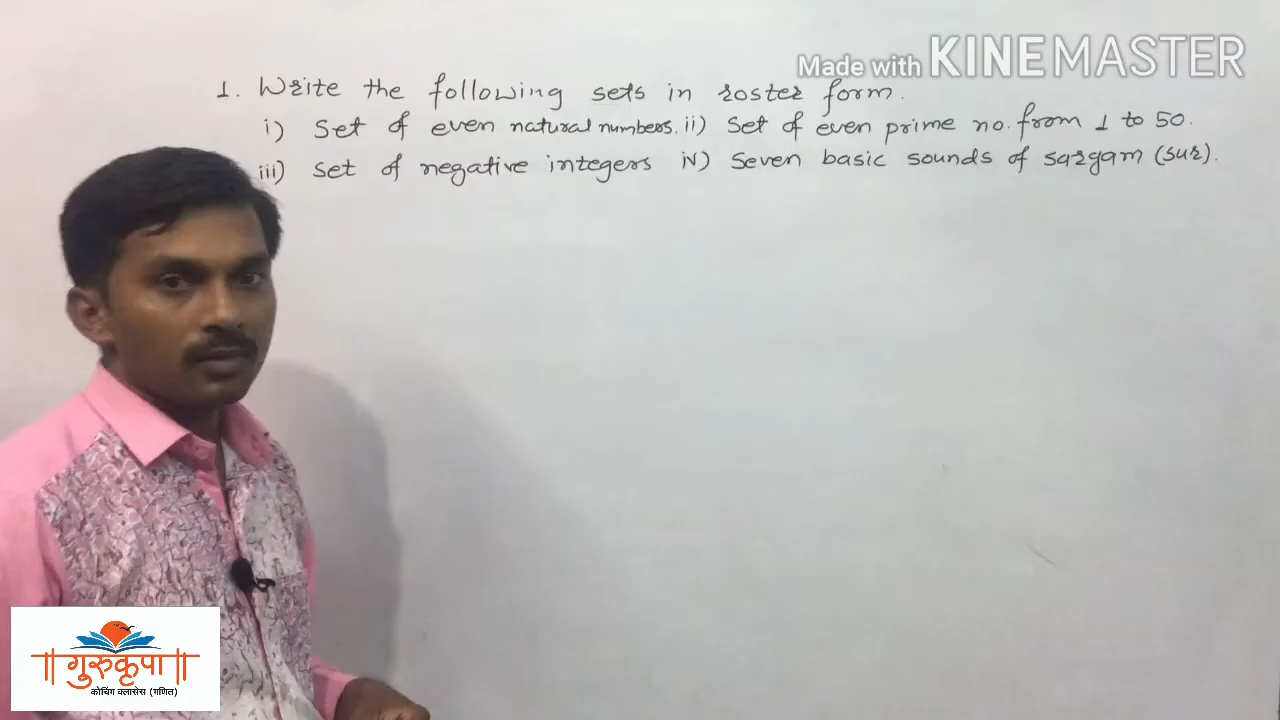 Made with KINEMASTER
1. Write the following sets in roster form.
i) Set of even natural numbers. ii) Set of even prime no. from 1 to 50.
iii) Set of negative integers iv) Seven basic sounds of sargam (sur).
॥गुरुकृपा॥
कोचिंग क्लासेस (गणित)